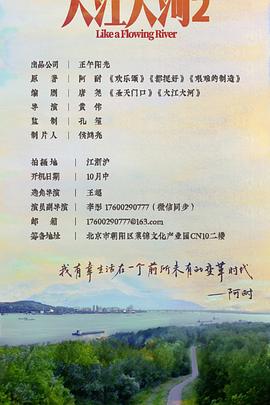 大江大河2
Like a Flowing River
出品公司 | 正午阳光
原 著 | 阿耐 《欢乐颂》《都挺好》《艰难的制造》
编 剧 | 唐尧 《圣天门口》《大江大河》
导 演 | 黄伟
监 制 | 孔笙
制 片 人 | 侯鸿亮
拍 摄 地 | 江浙沪
开机日期 | 10月中
选角导演 | 王媛
演员副导演 | 李彤 17600290777 (微信同步)
邮 箱 | 17600290777@163.com
筹备地址 | 北京市朝阳区莱锦文化产业园CN10二楼
我有幸生活在一个前所未有的变革时代
——阿耐